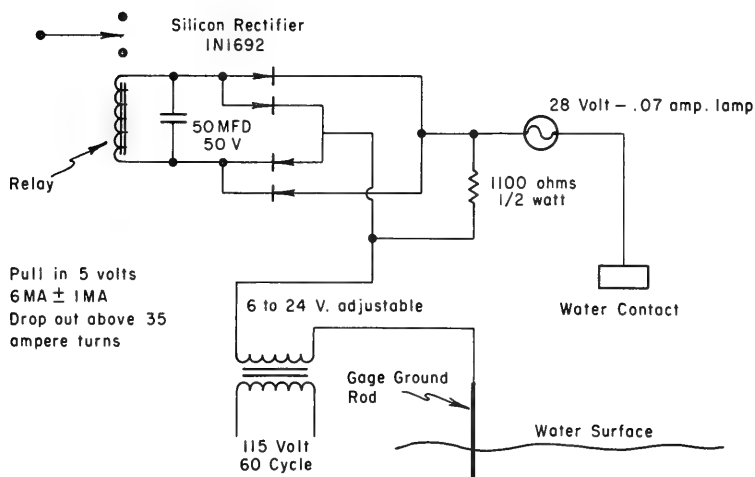 Silicon Rectifier
1N1692
28 Volt — .07 amp. lamp
50 MFD
50 V
Relay
1100 ohms
1/2 watt
Pull in 5 volts
6MA ± 1MA
Drop out above 35
ampere turns
6 to 24 V. adjustable
Water Contact
Gage Ground
Rod
Water Surface
115 Volt
60 Cycle